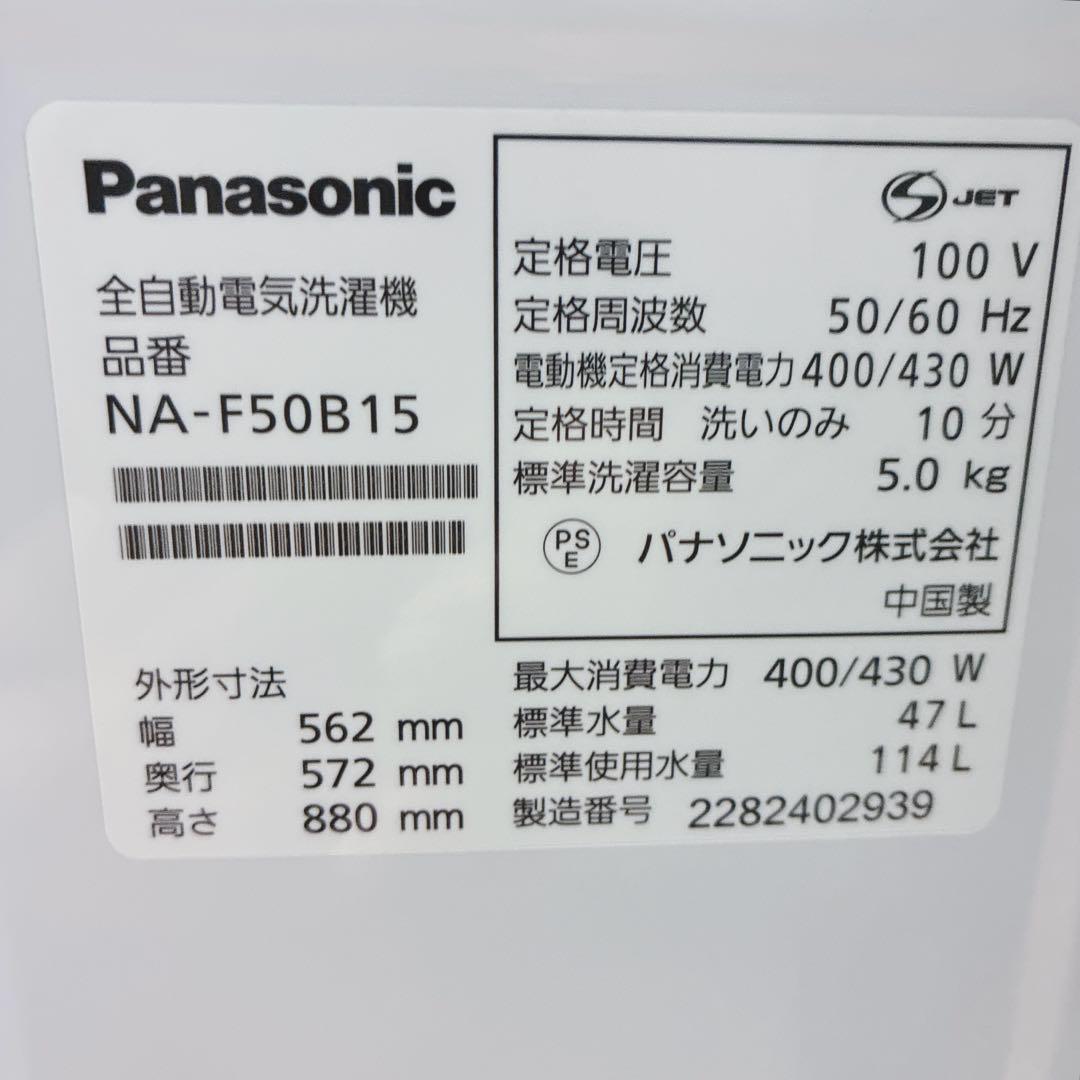 Panasonic
全自動電気洗濯機
品番
NA-F50B15
JET
定格電圧 100 V
定格周波数 50/60 Hz
電動機定格消費電力 400/430 W
定格時間 洗いのみ 10 分
標準洗濯容量 5.0 kg
PS
E
パナソニック株式会社
中国製
外形寸法
幅 562 mm
奥行 572 mm
高さ 880 mm
最大消費電力 400/430 W
標準水量 47 L
標準使用水量 114 L
製造番号 2282402939